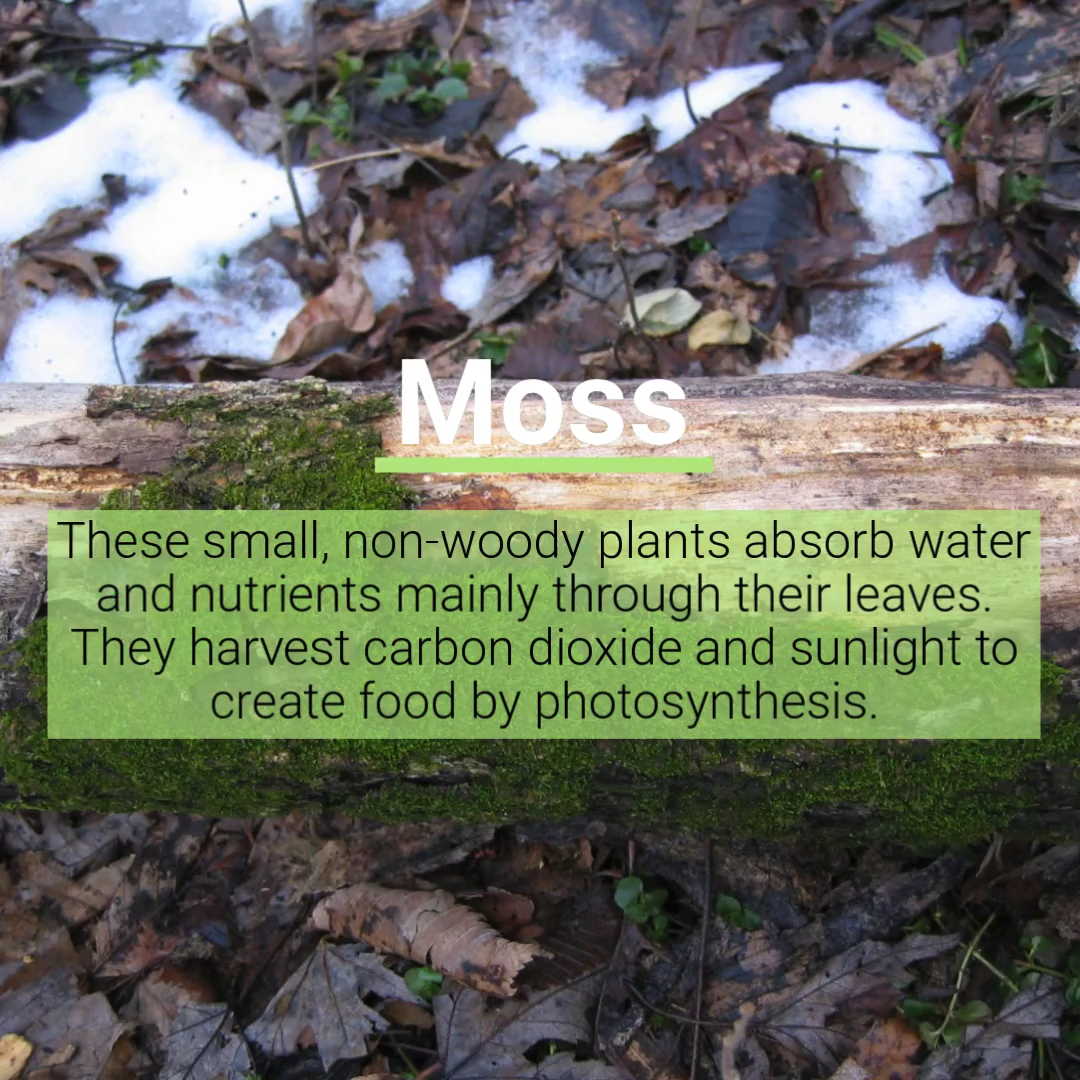 Moss
These small, non-woody plants absorb water
and nutrients mainly through their leaves.
They harvest carbon dioxide and sunlight to
create food by photosynthesis.